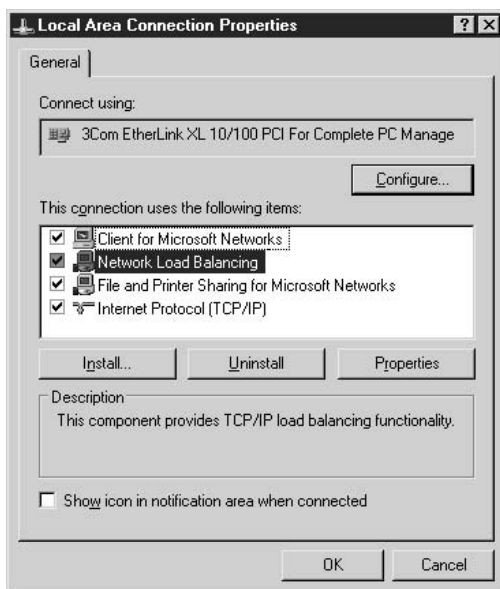 Local Area Connection Properties
General
Connect using:
3Com EtherLink XL 10/100 PCI For Complete PC Manage
Configure...
This connection uses the following items:
Client for Microsoft Networks
Network Load Balancing
File and Printer Sharing for Microsoft Networks
Internet Protocol (TCP/IP)
Install... Uninstall Properties
Description
This component provides TCP/IP load balancing functionality.
Show icon in notification area when connected
OK Cancel